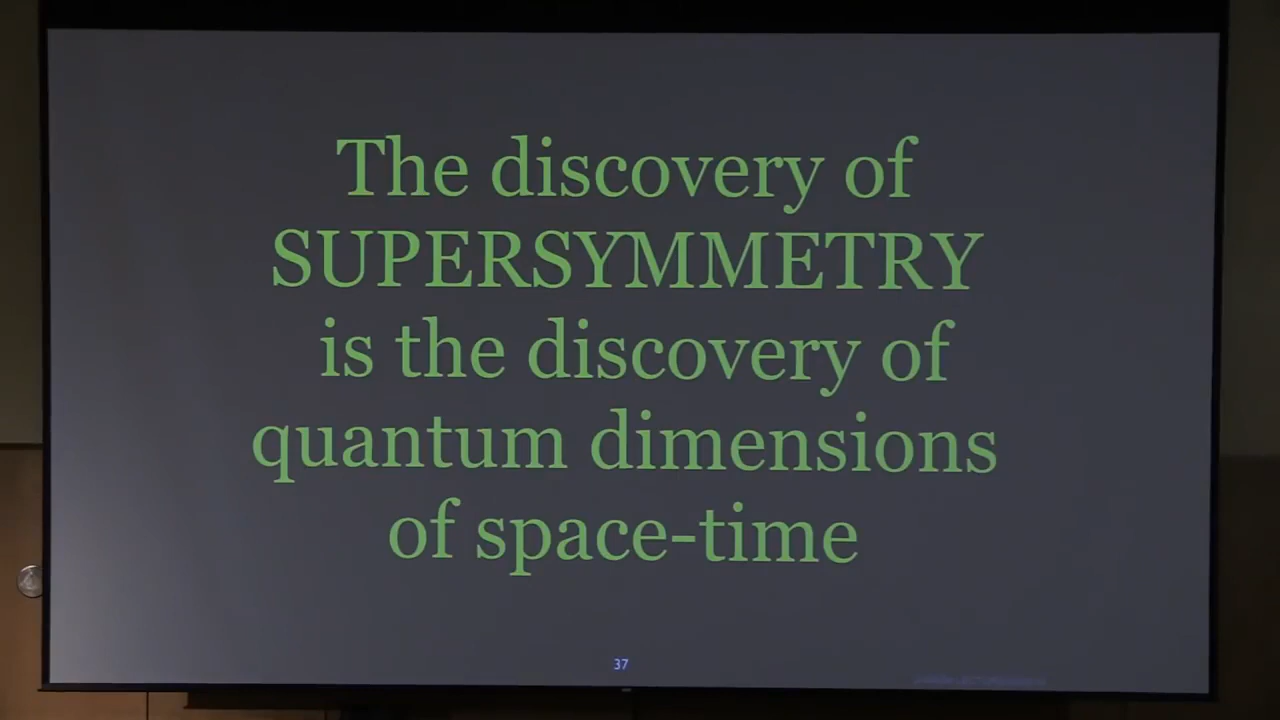 The discovery of
SUPERSYMMETRY
is the discovery of
quantum dimensions
of space-time
37